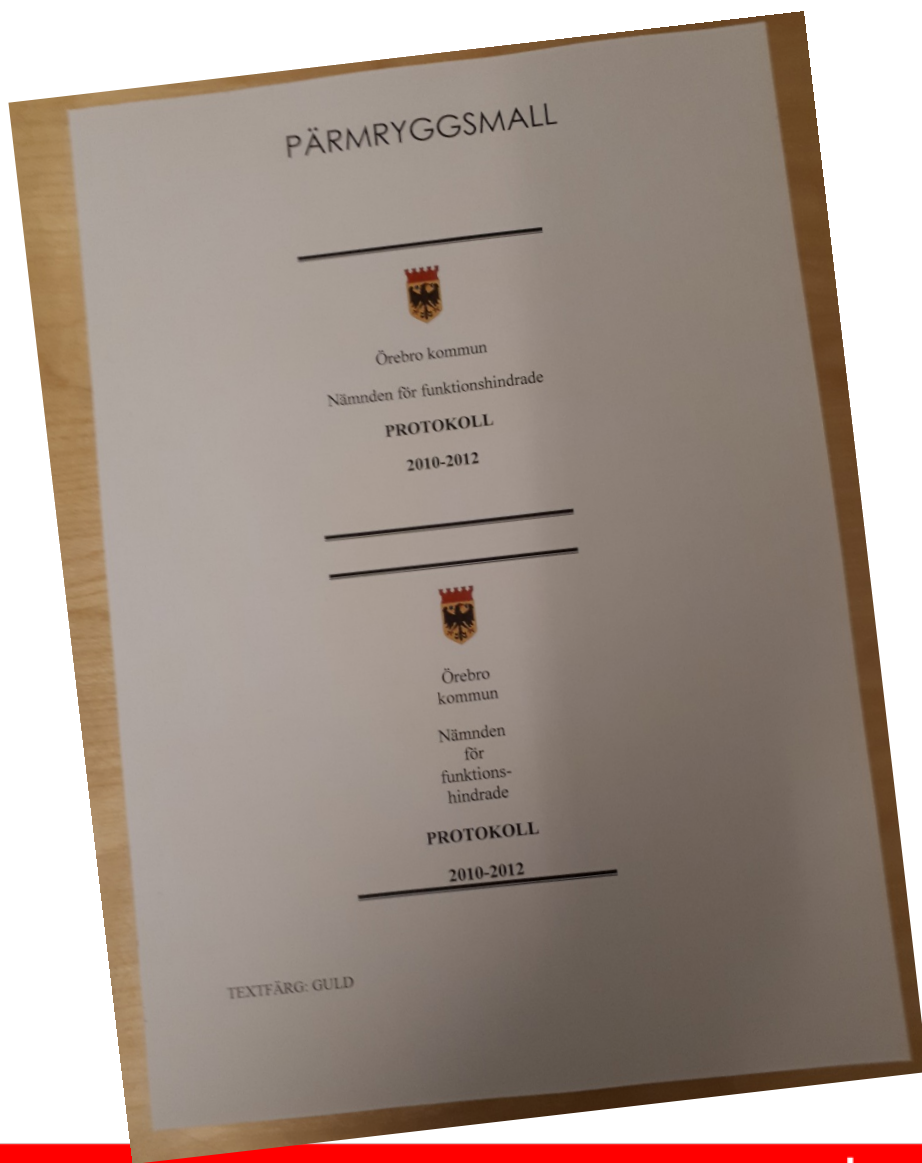 PÄRMRYGGSMALL
Örebro kommun
Nämnden för funktionshindrade
PROTOKOLL
2010-2012
Örebro
kommun
Nämnden
för
funktions-
hindrade
PROTOKOLL
2010-2012
TEXTFÄRG: GULD